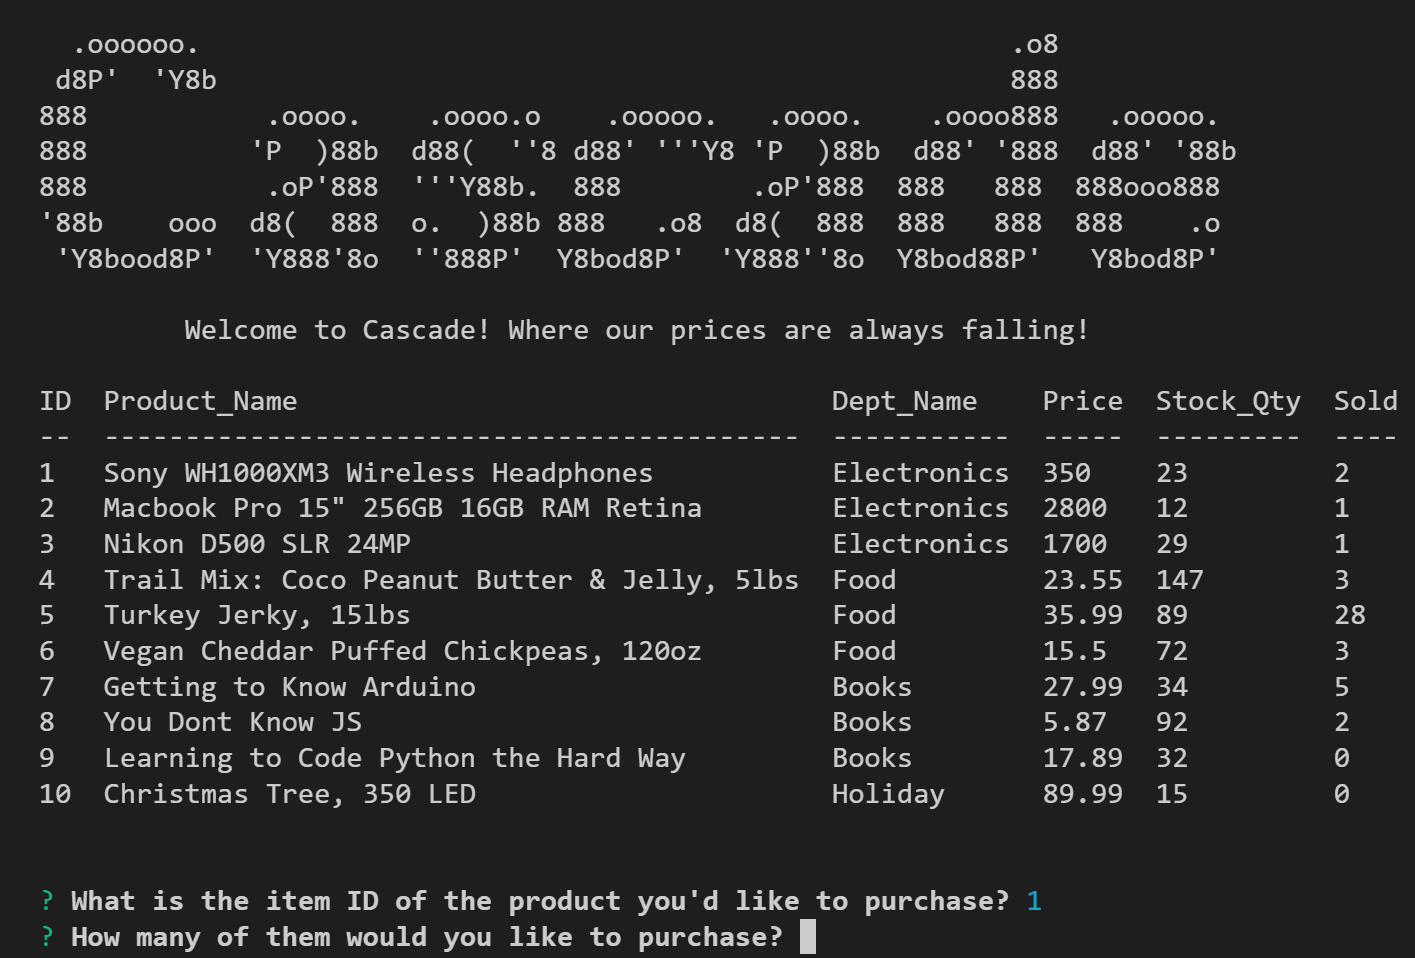 .oooooo.                                                  .o8
 d8P'  'Y8b                                                 888
888           .oooo.    .oooo.o    .ooooo.   .oooo.    .oooo888   .ooooo.
888          'P  )88b  d88(  ''8 d88' '''Y8 'P  )88b  d88' '888  d88' '88b
888           .oP'888  '''Y88b.  888        .oP'888  888   888  888ooo888
'88b    ooo  d8(  888  o.  )88b 888   .o8  d8(  888  888   888  888    .o
 'Y8bood8P'  'Y888'8o  ''888P'  Y8bod8P'  'Y888''8o  Y8bod88P'   Y8bod8P'
Welcome to Cascade! Where our prices are always falling!
ID  Product_Name                                 Dept_Name    Price  Stock_Qty  Sold
--  -------------------------------------------  -----------  -----  ---------  ----
1   Sony WH1000XM3 Wireless Headphones           Electronics  350    23         2
2   Macbook Pro 15" 256GB 16GB RAM Retina        Electronics  2800   12         1
3   Nikon D500 SLR 24MP                          Electronics  1700   29         1
4   Trail Mix: Coco Peanut Butter & Jelly, 5lbs  Food         23.55  147        3
5   Turkey Jerky, 15lbs                          Food         35.99  89         28
6   Vegan Cheddar Puffed Chickpeas, 120oz        Food         15.5   72         3
7   Getting to Know Arduino                      Books        27.99  34         5
8   You Dont Know JS                             Books        5.87   92         2
9   Learning to Code Python the Hard Way         Books        17.89  32         0
10  Christmas Tree, 350 LED                      Holiday      89.99  15         0
? What is the item ID of the product you'd like to purchase? 1
? How many of them would you like to purchase?